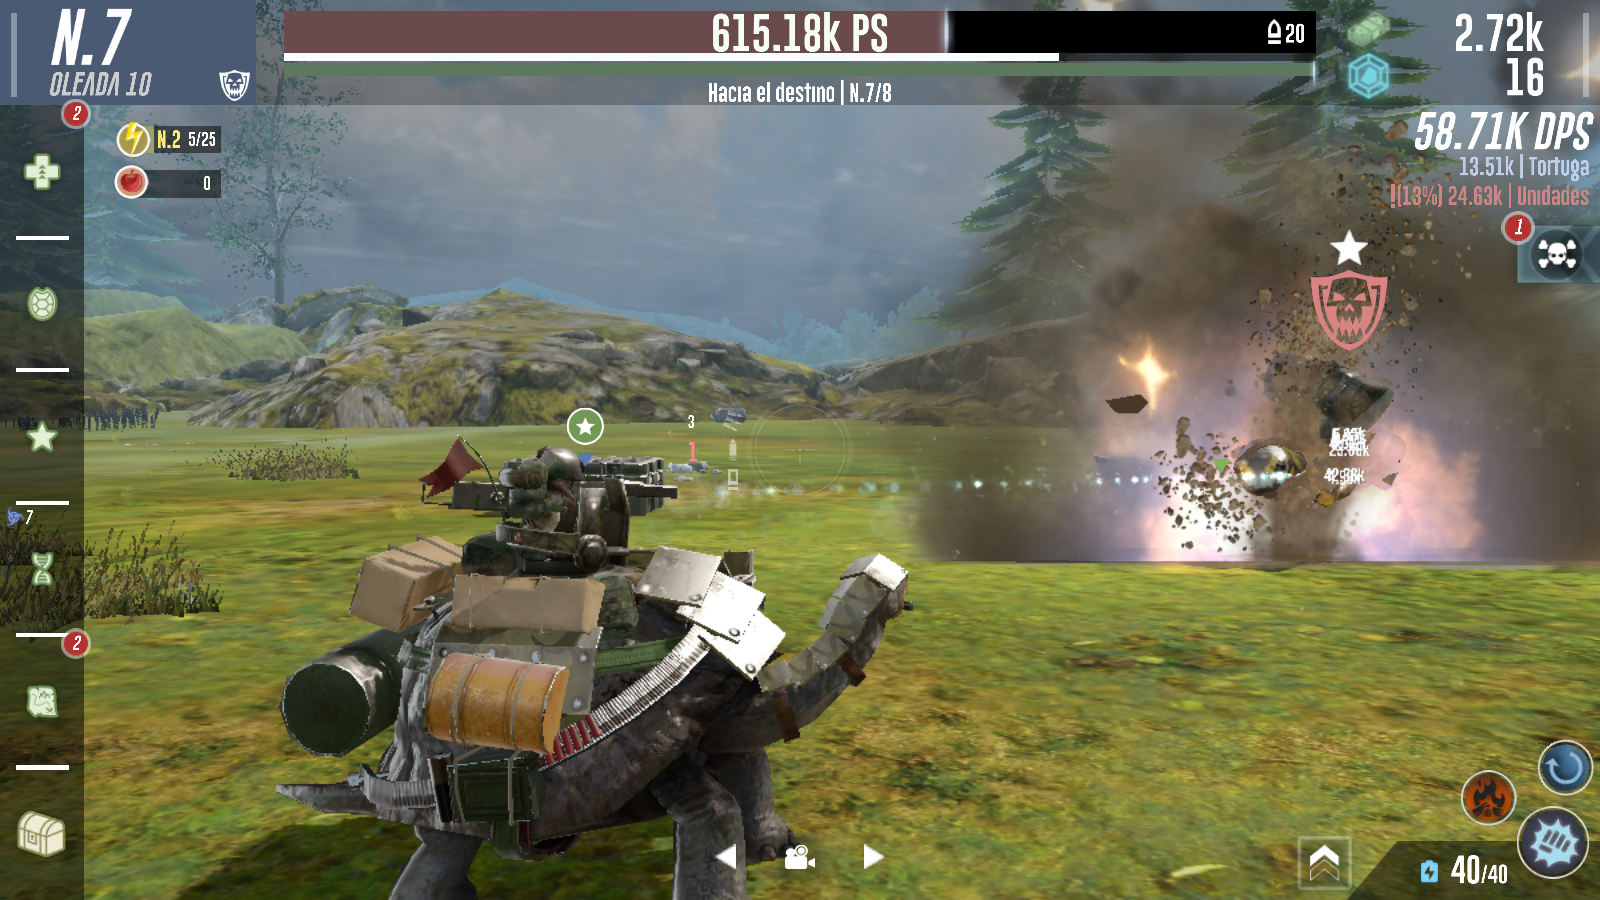 N.7
OLEADA 10
615.18k PS
20
Hacia el destino | N.7/8
2.72k
16
58.71K DPS
13.51k | Tortuga
!(13%) 24.63k | Unidades
2
N.2 5/25
0
1
3
7
2
40/40